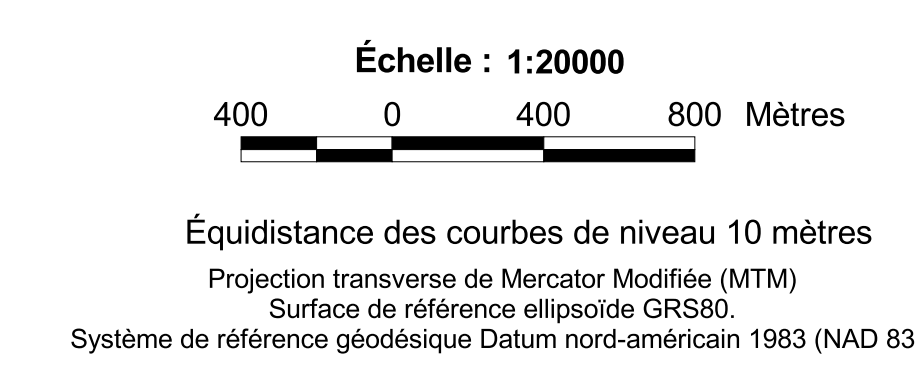 Échelle : 1:20000
400 0 400 800 Mètres
Équidistance des courbes de niveau 10 mètres
Projection transverse de Mercator Modifiée (MTM)
Surface de référence ellipsoïde GRS80.
Système de référence géodésique Datum nord-américain 1983 (NAD 83